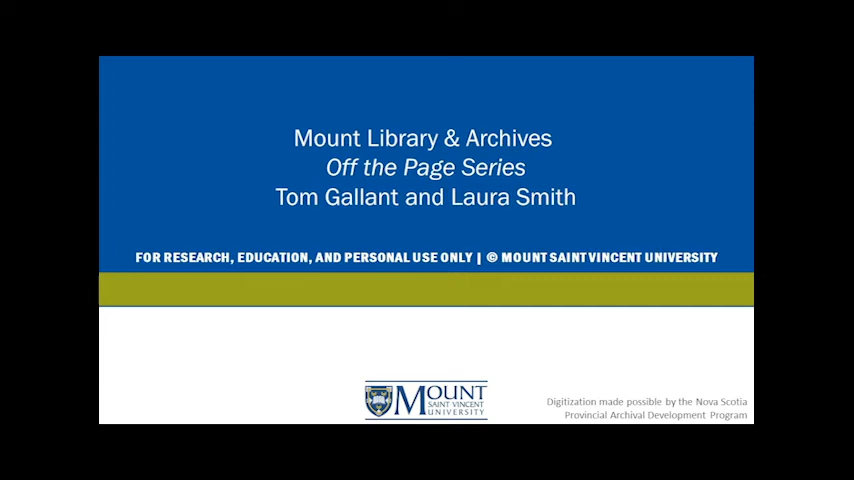 Mount Library & Archives
Off the Page Series
Tom Gallant and Laura Smith
FOR RESEARCH, EDUCATION, AND PERSONAL USE ONLY | © MOUNT SAINT VINCENT UNIVERSITY
MOUNT
SAINT VINCENT
UNIVERSITY
Digitization made possible by the Nova Scotia
Provincial Archival Development Program